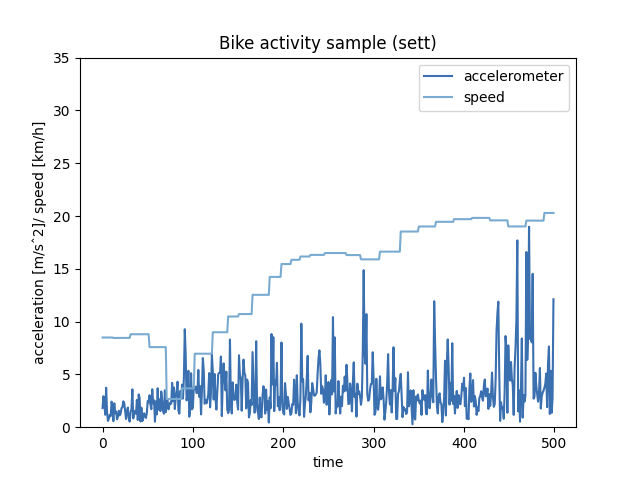 Bike activity sample (sett)
accelerometer
speed
acceleration [m/s^2]/ speed [km/h]
35
30
25
20
15
10
5
0
0 100 200 300 400 500
time